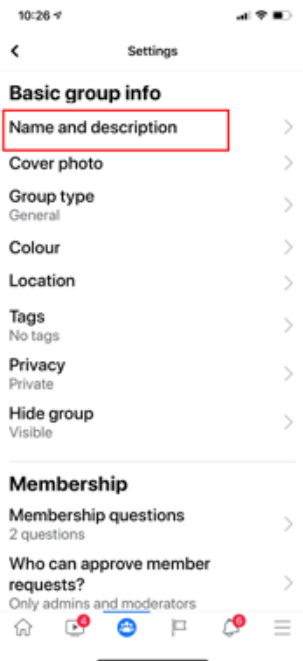 10:26
Settings
Basic group info
Name and description
Cover photo
Group type
General
Colour
Location
Tags
No tags
Privacy
Private
Hide group
Visible
Membership
Membership questions
2 questions
Who can approve member
requests?
Only admins and moderators
4
6